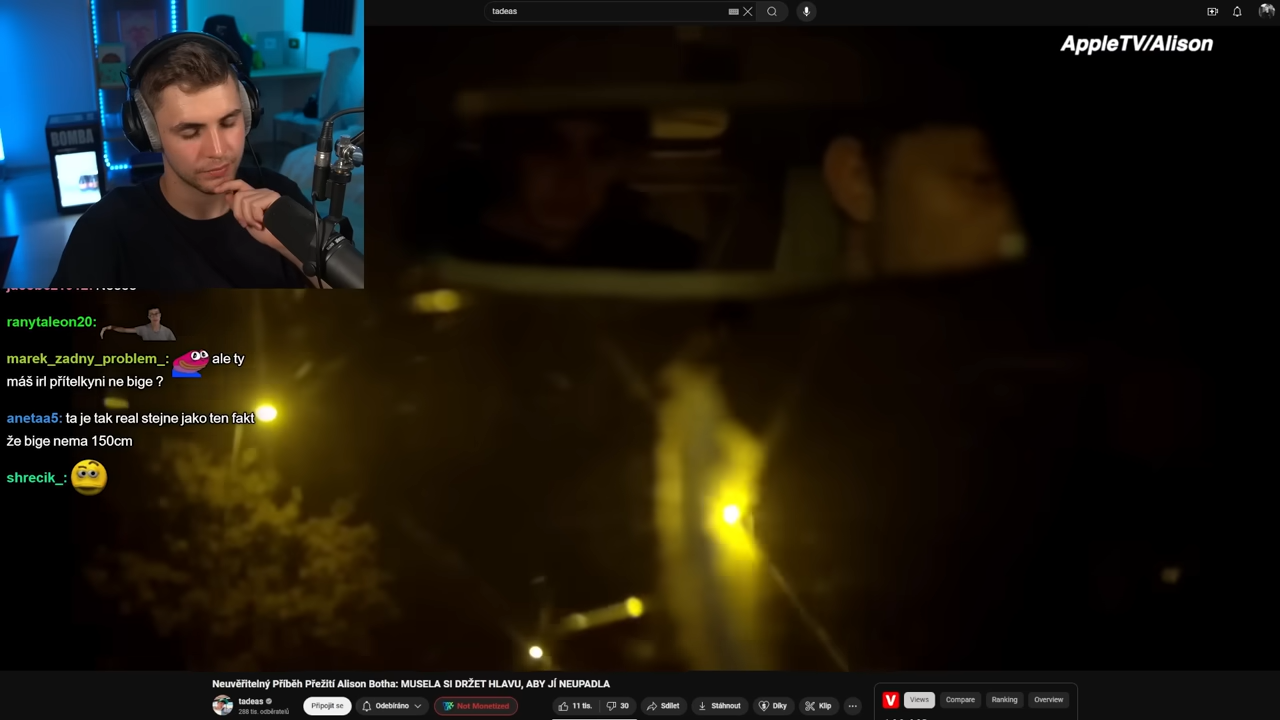 tadeas
AppleTV/Alison
BOMBA
ranytaleon20:
marek_zadny_problem_: ale ty
máš irl přítelkyni ne bige ?
anetaa5: ta je tak real stejne jako ten fakt
že bige nema 150cm
shrecik_:
Neuvěřitelný Příběh Přežití Alison Botha: MUSELA SI DRŽET HLAVU, ABY JÍ NEUPADLA
tadeas
288 tis. odběratelů
Připojit se
Odebíráno
Not Monetized
11 tis.
30
Sdílet
Stáhnout
Díky
Klip
Views
Compare
Ranking
Overview